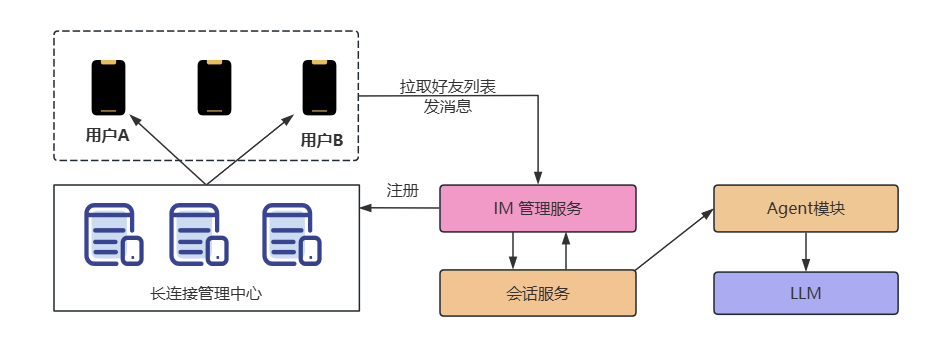 拉取好友列表
发消息
用户A
用户B
注册
IM 管理服务
Agent模块
长连接管理中心
会话服务
LLM